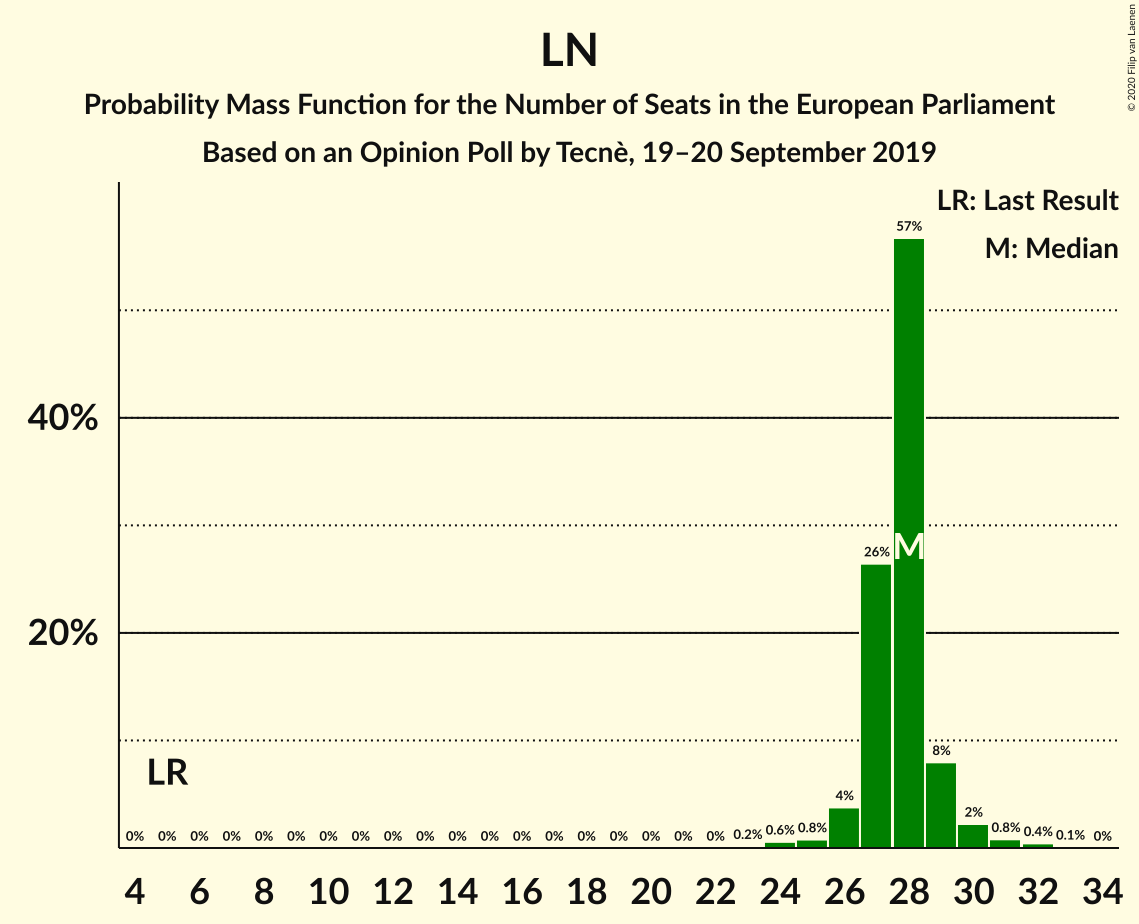 LN
Probability Mass Function for the Number of Seats in the European Parliament
Based on an Opinion Poll by Tecnè, 19–20 September 2019
© 2020 Filip van Laenen
LR: Last Result
M: Median
57%
40%
26%
M
20%
LR
8%
4%
2%
0% 0% 0% 0% 0% 0% 0% 0% 0% 0% 0% 0% 0% 0% 0% 0% 0% 0% 0% 0.2% 0.6% 0.8% 0.8% 0.4% 0.1% 0%
4 6 8 10 12 14 16 18 20 22 24 26 28 30 32 34